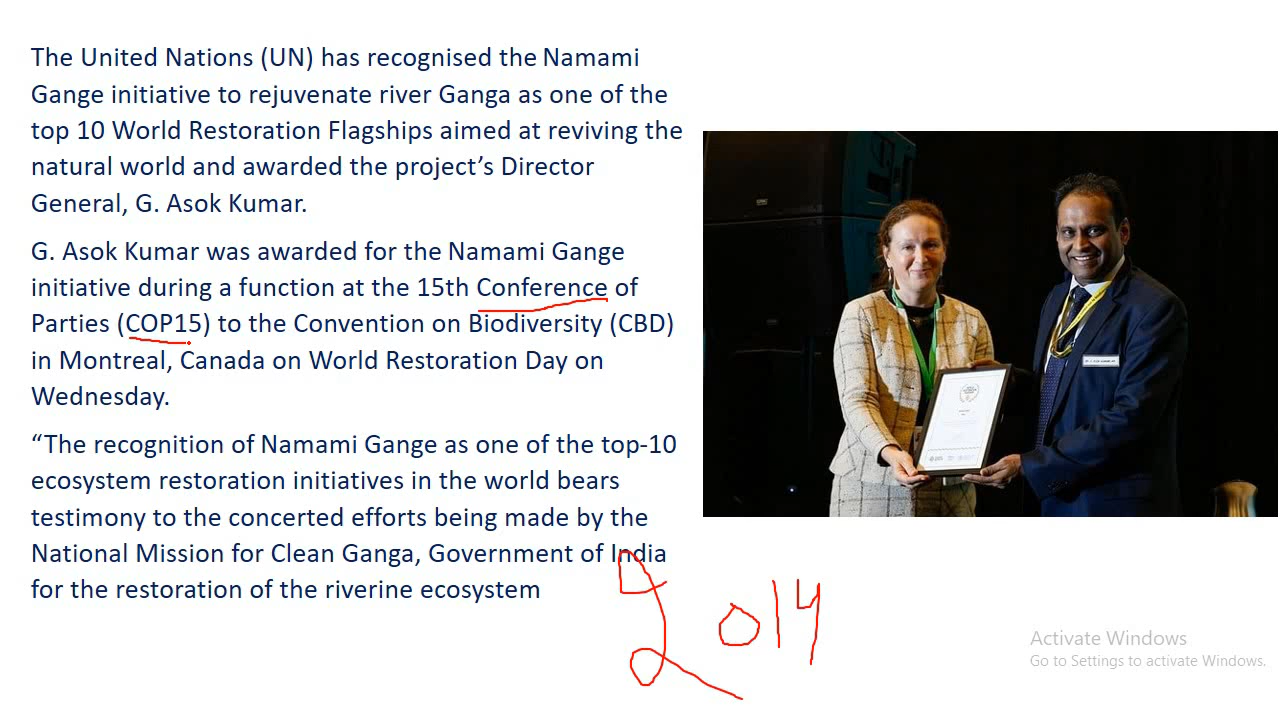 The United Nations (UN) has recognised the Namami
Gange initiative to rejuvenate river Ganga as one of the
top 10 World Restoration Flagships aimed at reviving the
natural world and awarded the project’s Director
General, G. Asok Kumar.
G. Asok Kumar was awarded for the Namami Gange
initiative during a function at the 15th Conference of
Parties (COP15) to the Convention on Biodiversity (CBD)
in Montreal, Canada on World Restoration Day on
Wednesday.
“The recognition of Namami Gange as one of the top-10
ecosystem restoration initiatives in the world bears
testimony to the concerted efforts being made by the
National Mission for Clean Ganga, Government of India
for the restoration of the riverine ecosystem
2014
Activate Windows
Go to Settings to activate Windows.